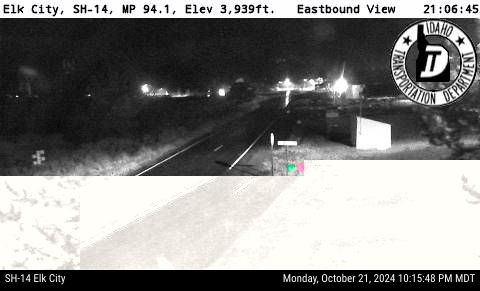 Elk City, SH-14, MP 94.1, Elev 3,939ft. Eastbound View 21:06:45
IDAHO
TRANSPORTATION DEPARTMENT
SH-14 Elk City Monday, October 21, 2024 10:15:48 PM MDT